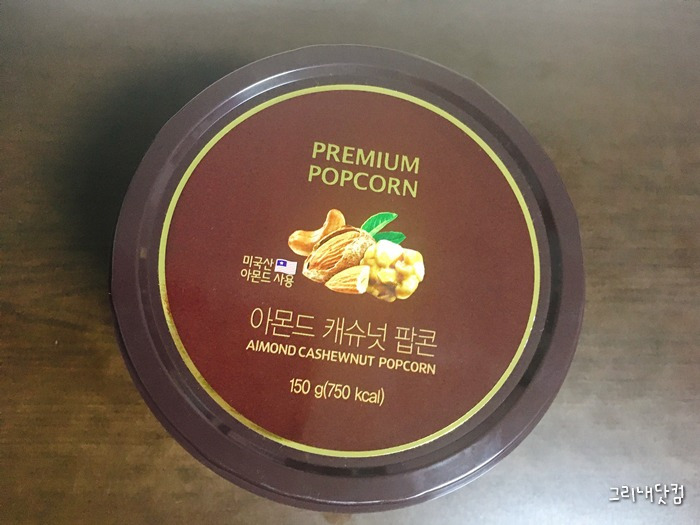 PREMIUM
POPCORN
미국산
아몬드 사용
아몬드 캐슈넛 팝콘
AIMOND CASHEWNUT POPCORN
150 g(750 kcal)
그리내닷컴